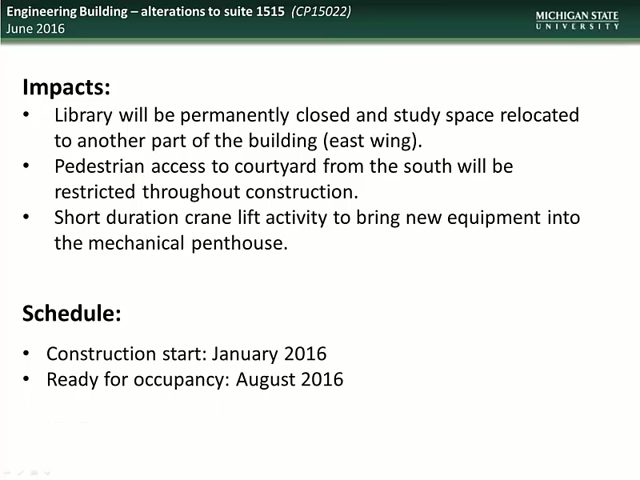 Engineering Building – alterations to suite 1515 (CP15022)
June 2016
MICHIGAN STATE
UNIVERSITY
Impacts:
• Library will be permanently closed and study space relocated
to another part of the building (east wing).
• Pedestrian access to courtyard from the south will be
restricted throughout construction.
• Short duration crane lift activity to bring new equipment into
the mechanical penthouse.
Schedule:
• Construction start: January 2016
• Ready for occupancy: August 2016